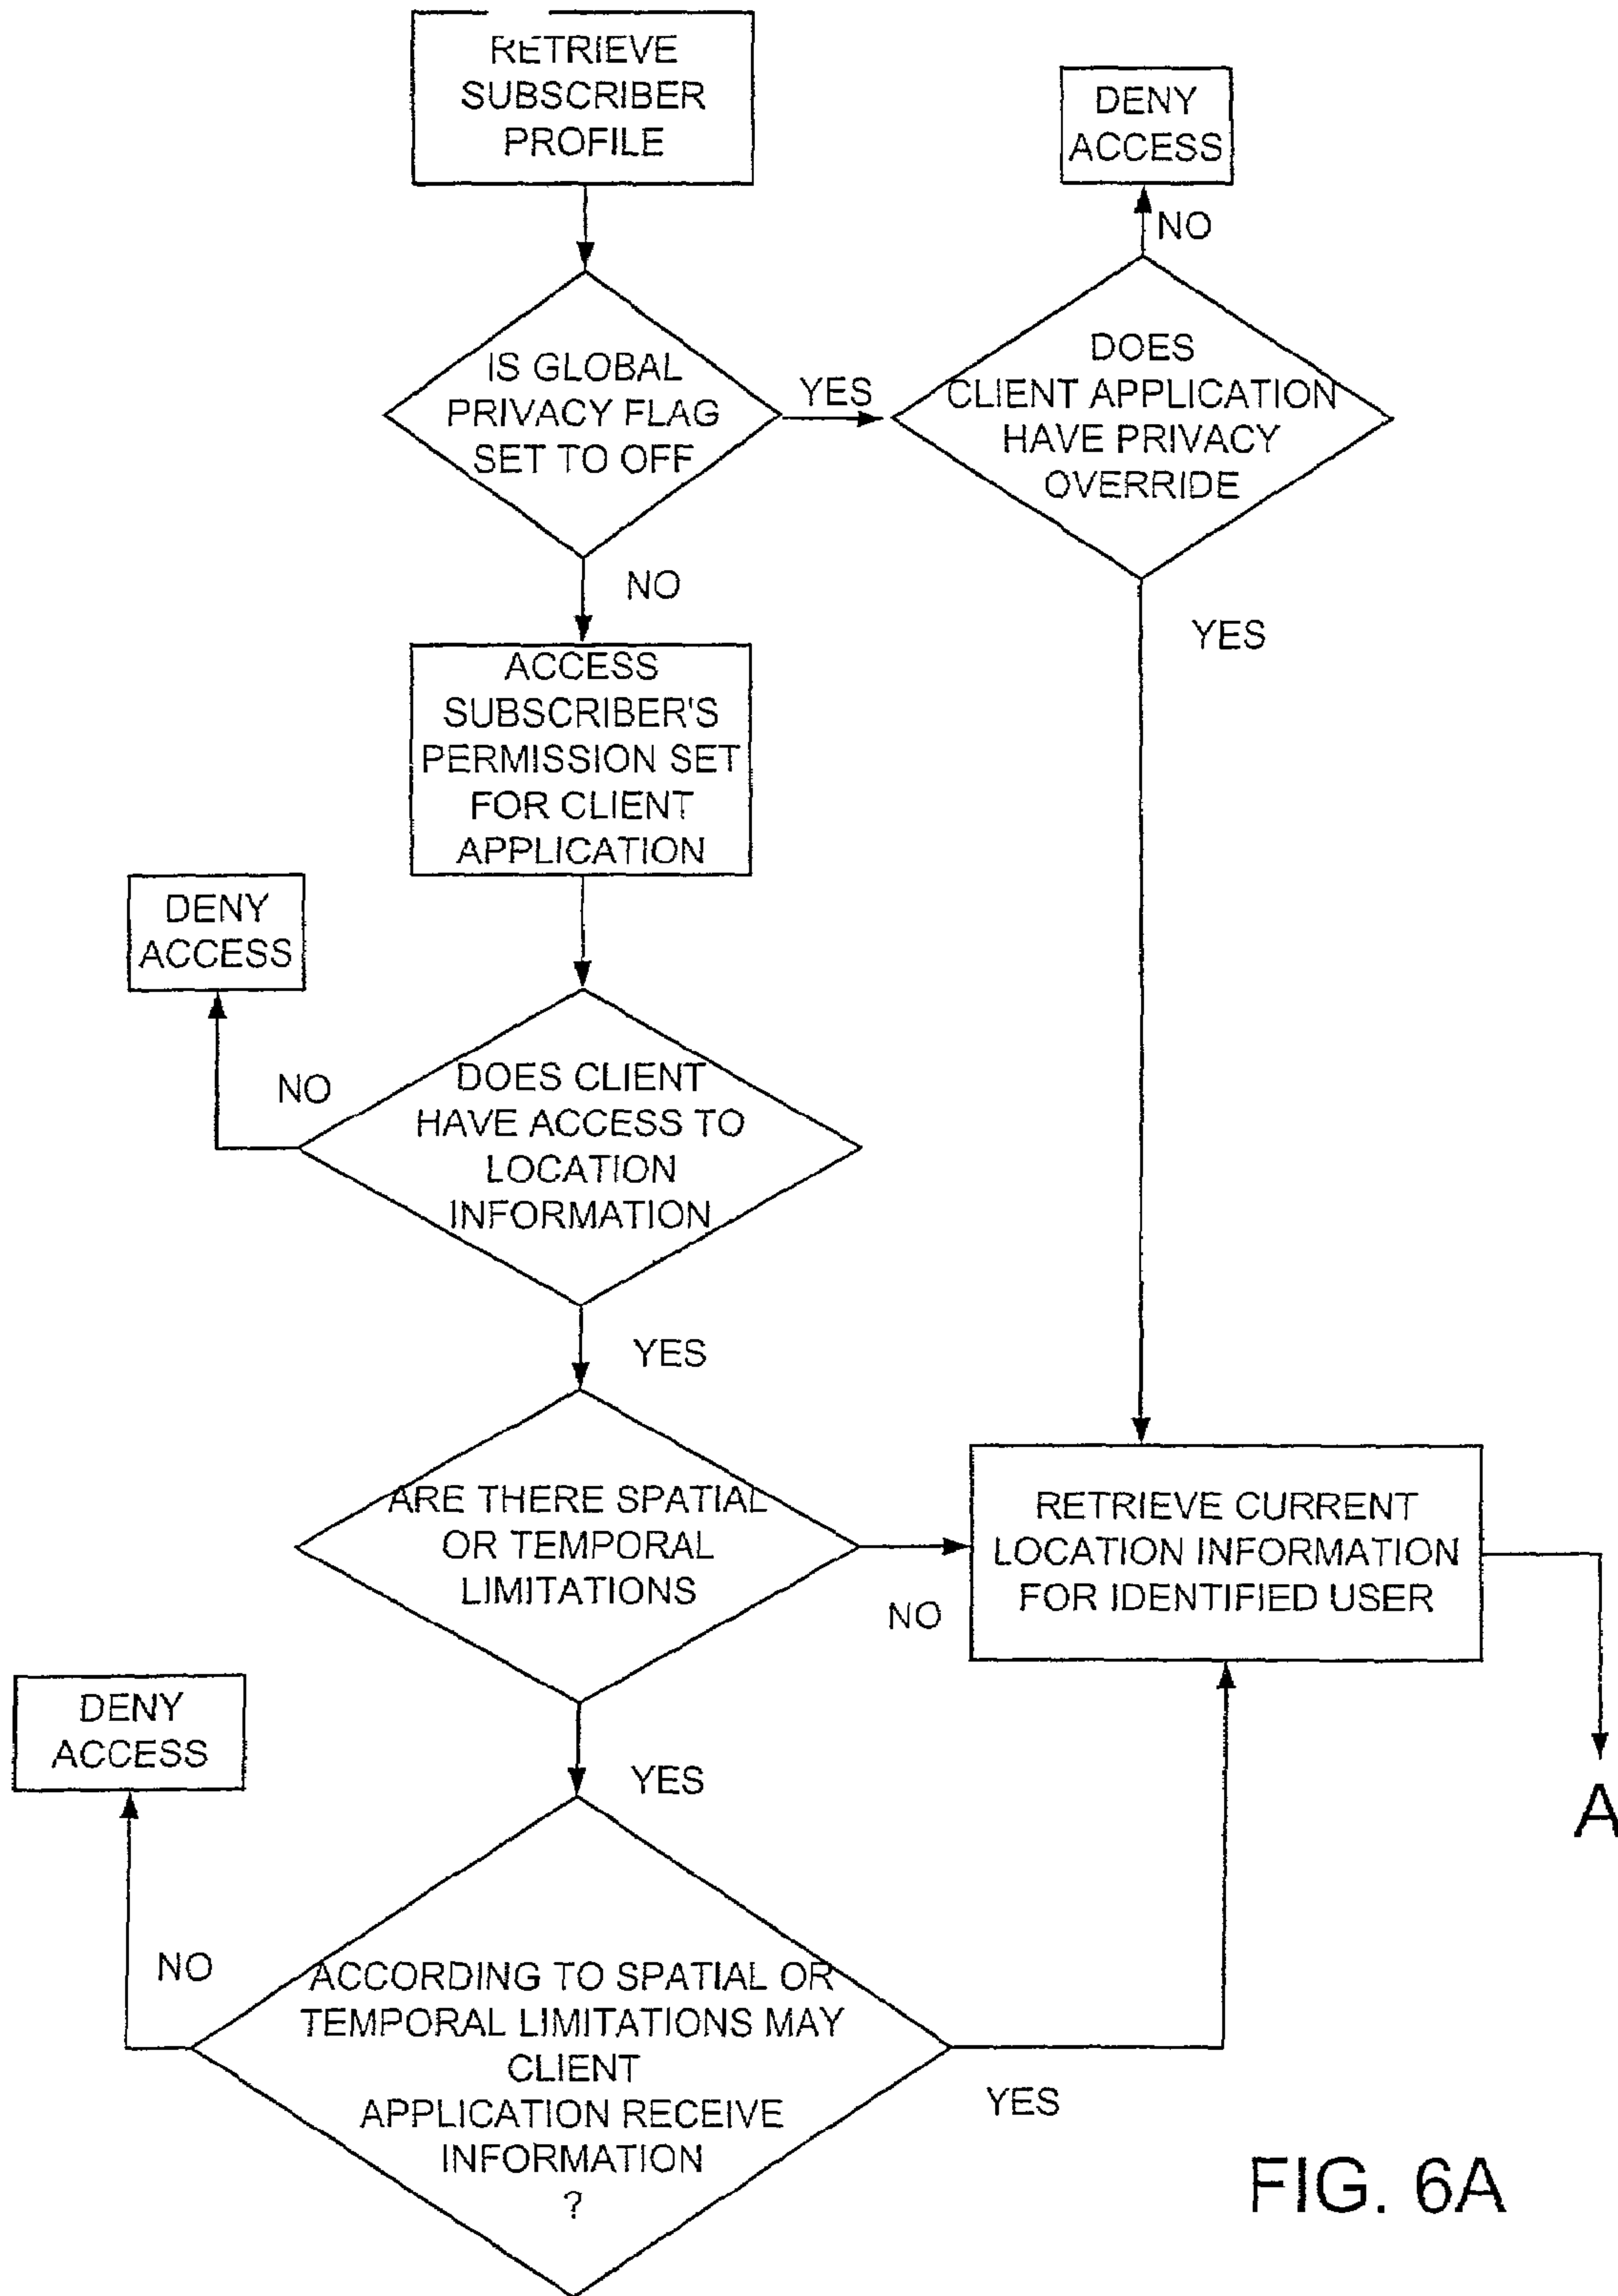 RETRIEVE
SUBSCRIBER
PROFILE
DENY
ACCESS
NO
IS GLOBAL
PRIVACY FLAG
SET TO OFF
YES
DOES
CLIENT APPLICATION
HAVE PRIVACY
OVERRIDE
NO
YES
ACCESS
SUBSCRIBER'S
PERMISSION SET
FOR CLIENT
APPLICATION
DENY
ACCESS
NO
DOES CLIENT
HAVE ACCESS TO
LOCATION
INFORMATION
YES
ARE THERE SPATIAL
OR TEMPORAL
LIMITATIONS
NO
RETRIEVE CURRENT
LOCATION INFORMATION
FOR IDENTIFIED USER
DENY
ACCESS
YES
A
NO
ACCORDING TO SPATIAL OR
TEMPORAL LIMITATIONS MAY
CLIENT
APPLICATION RECEIVE
INFORMATION
?
YES
FIG. 6A